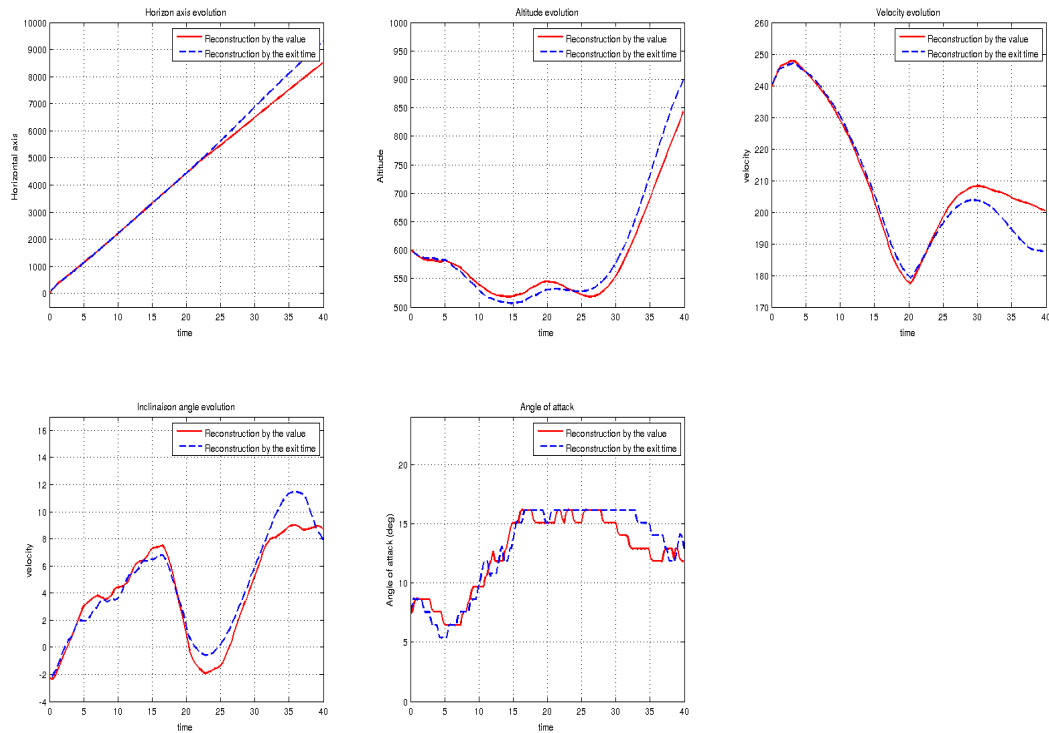 Horizon axis evolution
10000
9000
8000
7000
6000
5000
4000
3000
2000
1000
0
Horizontal axis
Reconstruction by the value
Reconstruction by the exit time
0 5 10 15 20 25 30 35 40
time
Altitude evolution
1000
950
900
850
800
750
700
650
600
550
500
Altitude
Reconstruction by the value
Reconstruction by the exit time
0 5 10 15 20 25 30 35 40
time
Velocity evolution
260
250
240
230
220
210
200
190
180
170
velocity
Reconstruction by the value
Reconstruction by the exit time
0 5 10 15 20 25 30 35 40
time
Inclinaison angle evolution
16
14
12
10
8
6
4
2
0
-2
-4
velocity
Reconstruction by the value
Reconstruction by the exit time
0 5 10 15 20 25 30 35 40
time
Angle of attack
20
15
10
5
0
Angle of attack (deg)
Reconstruction by the value
Reconstruction by the exit time
0 5 10 15 20 25 30 35 40
time